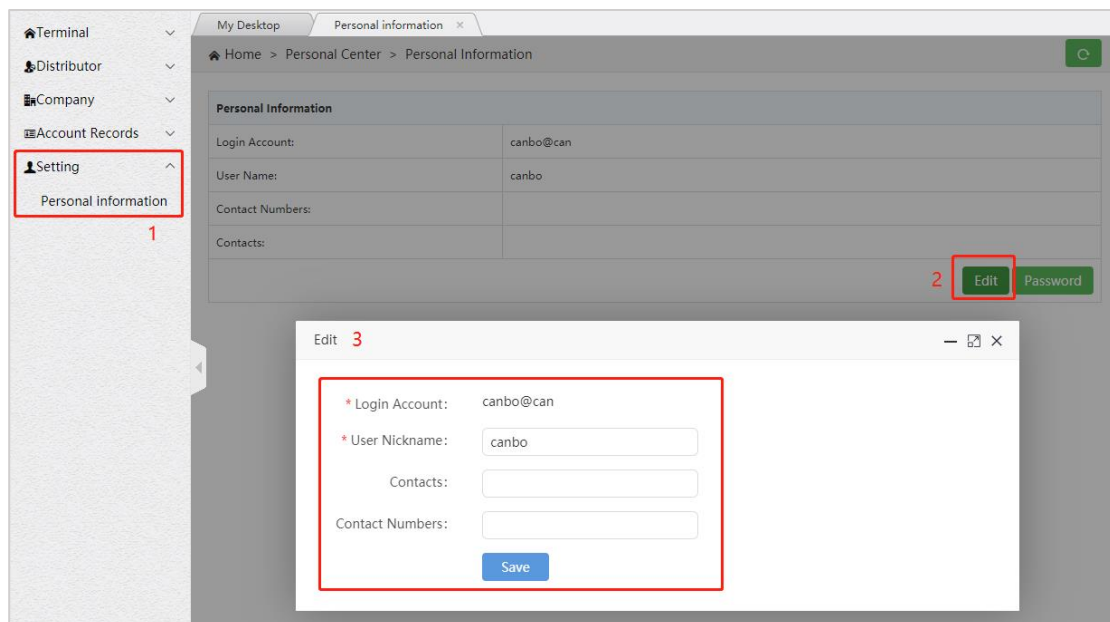 Terminal
Distributor
Company
Account Records
Setting
Personal information
1
My Desktop
Personal information ×
Home > Personal Center > Personal Information
Personal Information
Login Account: canbo@can
User Name: canbo
Contact Numbers:
Contacts:
2 Edit Password
Edit 3
* Login Account: canbo@can
* User Nickname: canbo
Contacts:
Contact Numbers:
Save